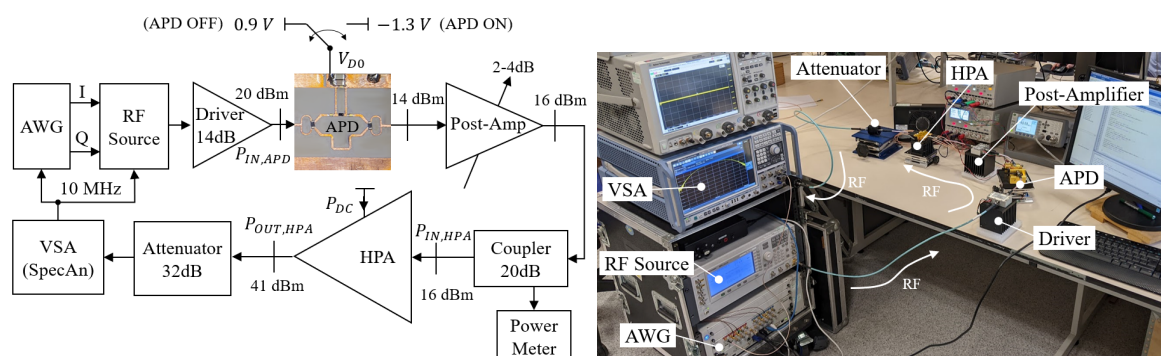 (APD OFF) 0.9 V
−1.3 V (APD ON)
V_D0
I
Q
AWG
RF
Source
10 MHz
Driver
14dB
20 dBm
P_IN,APD
APD
14 dBm
2-4dB
Post-Amp
16 dBm
VSA
(SpecAn)
Attenuator
32dB
P_OUT,HPA
41 dBm
P_DC
HPA
P_IN,HPA
16 dBm
Coupler
20dB
Power
Meter
Attenuator
HPA
Post-Amplifier
VSA
RF
RF
APD
Driver
RF Source
RF
AWG